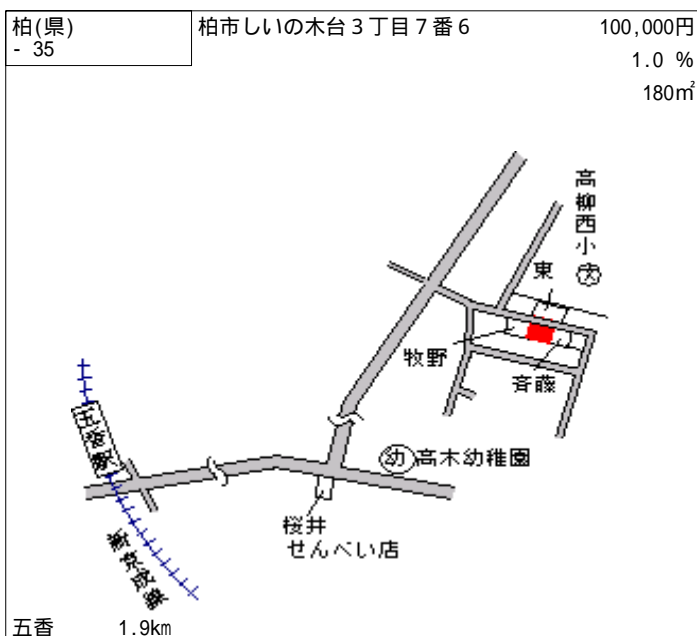 柏(県)
- 35
柏市しいの木台３丁目７番６
100,000円
1.0 %
180㎡
高柳西小
文
東
牧野
斉藤
五香駅
幼 高木幼稚園
桜井
せんべい店
新京成線
五香 1.9km